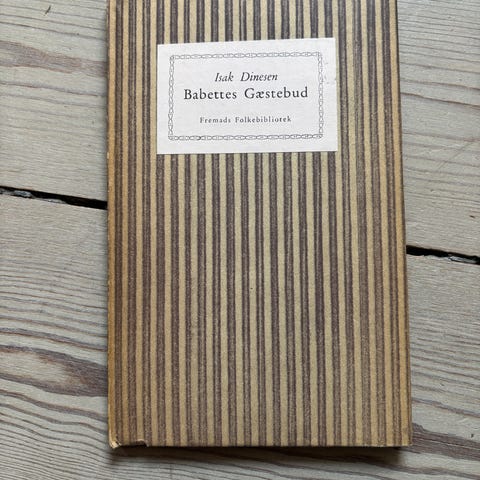 Isak Dinesen
Babettes Gæstebud
Fremads Folkebibliotek